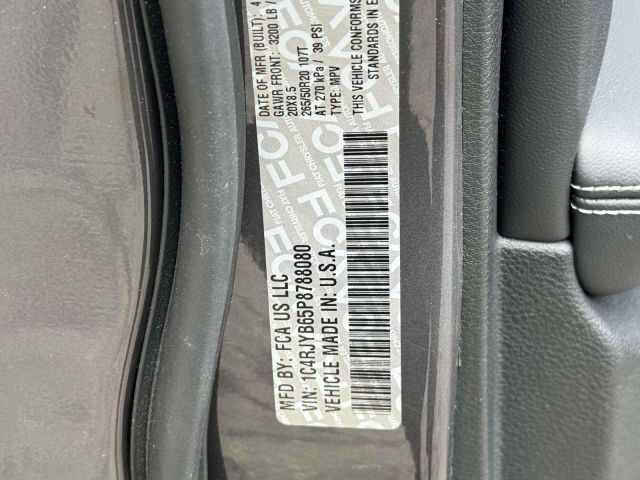 MFD BY: FCA US LLC
DATE OF MFR (BUILT): 4
GAWR FRONT: 3200 LB
20X8.5
265/50R20 107T
AT 270 kPa / 39 PSI
VIN: 1C4RJYB65P8788080
TYPE: MPV
VEHICLE MADE IN: U.S.A.
THIS VEHICLE CONFORMS
STANDARDS IN E